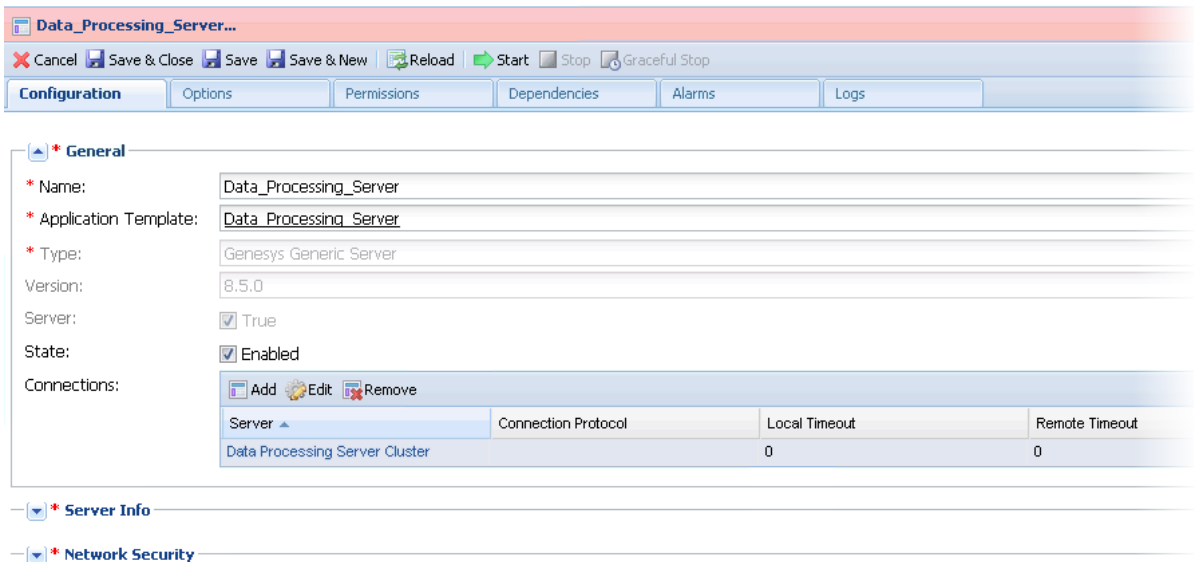 Data_Processing_Server...
Cancel Save & Close Save Save & New Reload Start Stop Graceful Stop
Configuration Options Permissions Dependencies Alarms Logs
* General
* Name: Data_Processing_Server
* Application Template: Data_Processing_Server
* Type: Genesys Generic Server
Version: 8.5.0
Server: True
State: Enabled
Connections:
Add Edit Remove
Server Connection Protocol Local Timeout Remote Timeout
Data Processing Server Cluster 0 0
* Server Info
* Network Security